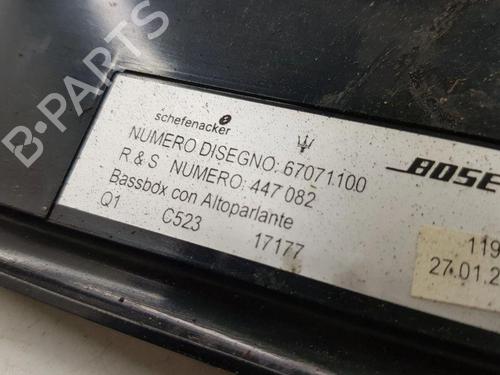 schefenacker
NUMERO DISEGNO: 67071100
R & S NUMERO: 447 082
Bassbox con Altoparlante
Q1 C523 17177
BOSE
119
27.01.2
B-PARTS